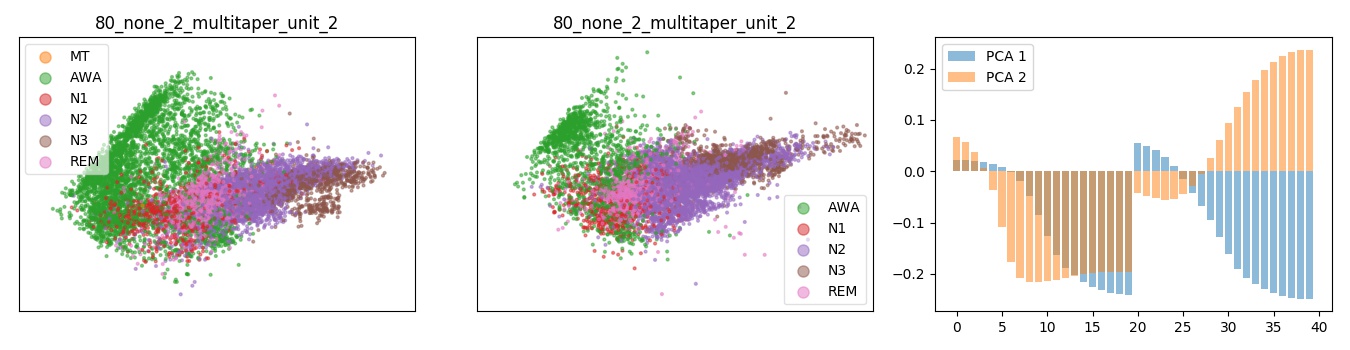 80_none_2_multitaper_unit_2
MT
AWA
N1
N2
N3
REM
80_none_2_multitaper_unit_2
AWA
N1
N2
N3
REM
PCA 1
PCA 2
0.2
0.1
0.0
−0.1
−0.2
0 5 10 15 20 25 30 35 40